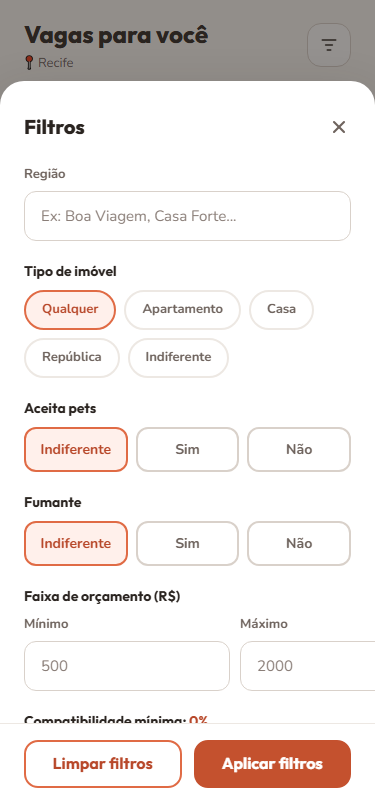 Vagas para você
Recife
Filtros
Região
Ex: Boa Viagem, Casa Forte...
Tipo de imóvel
Qualquer Apartamento Casa
República Indiferente
Aceita pets
Indiferente Sim Não
Fumante
Indiferente Sim Não
Faixa de orçamento (R$)
Mínimo Máximo
500 2000
Compatibilidade mínima: 0%
Limpar filtros Aplicar filtros